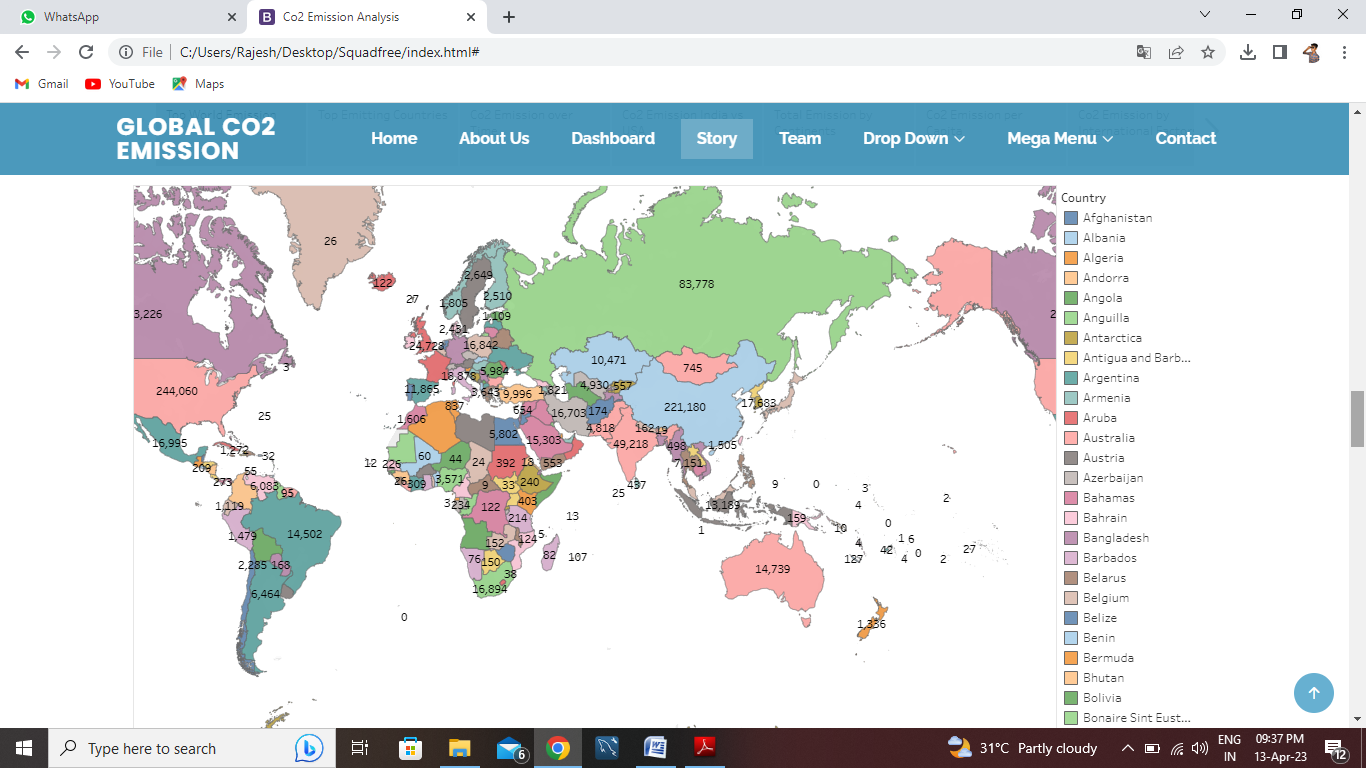 WhatsApp
Co2 Emission Analysis
File
C:/Users/Rajesh/Desktop/Squadfree/index.html#
Gmail
YouTube
Maps
GLOBAL CO2
EMISSION
Home
About Us
Dashboard
Story
Team
Drop Down
Mega Menu
Contact
26
122
27
2,649
1,805
2,510
1,109
2,431
24,728
16,842
83,778
3,226
3
244,060
25
16,995
1,272
32
209
273
55
6,083
95
1,119
1,479
14,502
2,285
168
6,464
18,878
5,984
11,865
3,643
9,996
1,821
4,930
557
10,471
745
221,180
17,683
837
1,606
654
16,703
174
5,802
15,303
4,818
162
19
49,218
498
1,505
7,151
12
226
60
44
24
392
18
553
26
309
3,571
9
33
240
25
437
3
234
122
403
13
214
152
124
5
76
150
82
107
38
16,894
0
13,189
159
1
9
0
3
4
2
10
0
4
1
6
42
0
4
2
27
14,739
1,336
Country
Afghanistan
Albania
Algeria
Andorra
Angola
Anguilla
Antarctica
Antigua and Barb...
Argentina
Armenia
Aruba
Australia
Austria
Azerbaijan
Bahamas
Bahrain
Bangladesh
Barbados
Belarus
Belgium
Belize
Benin
Bermuda
Bhutan
Bolivia
Bonaire Sint Eust...
Type here to search
6
31°C Partly cloudy
ENG
IN
09:37 PM
13-Apr-23
12